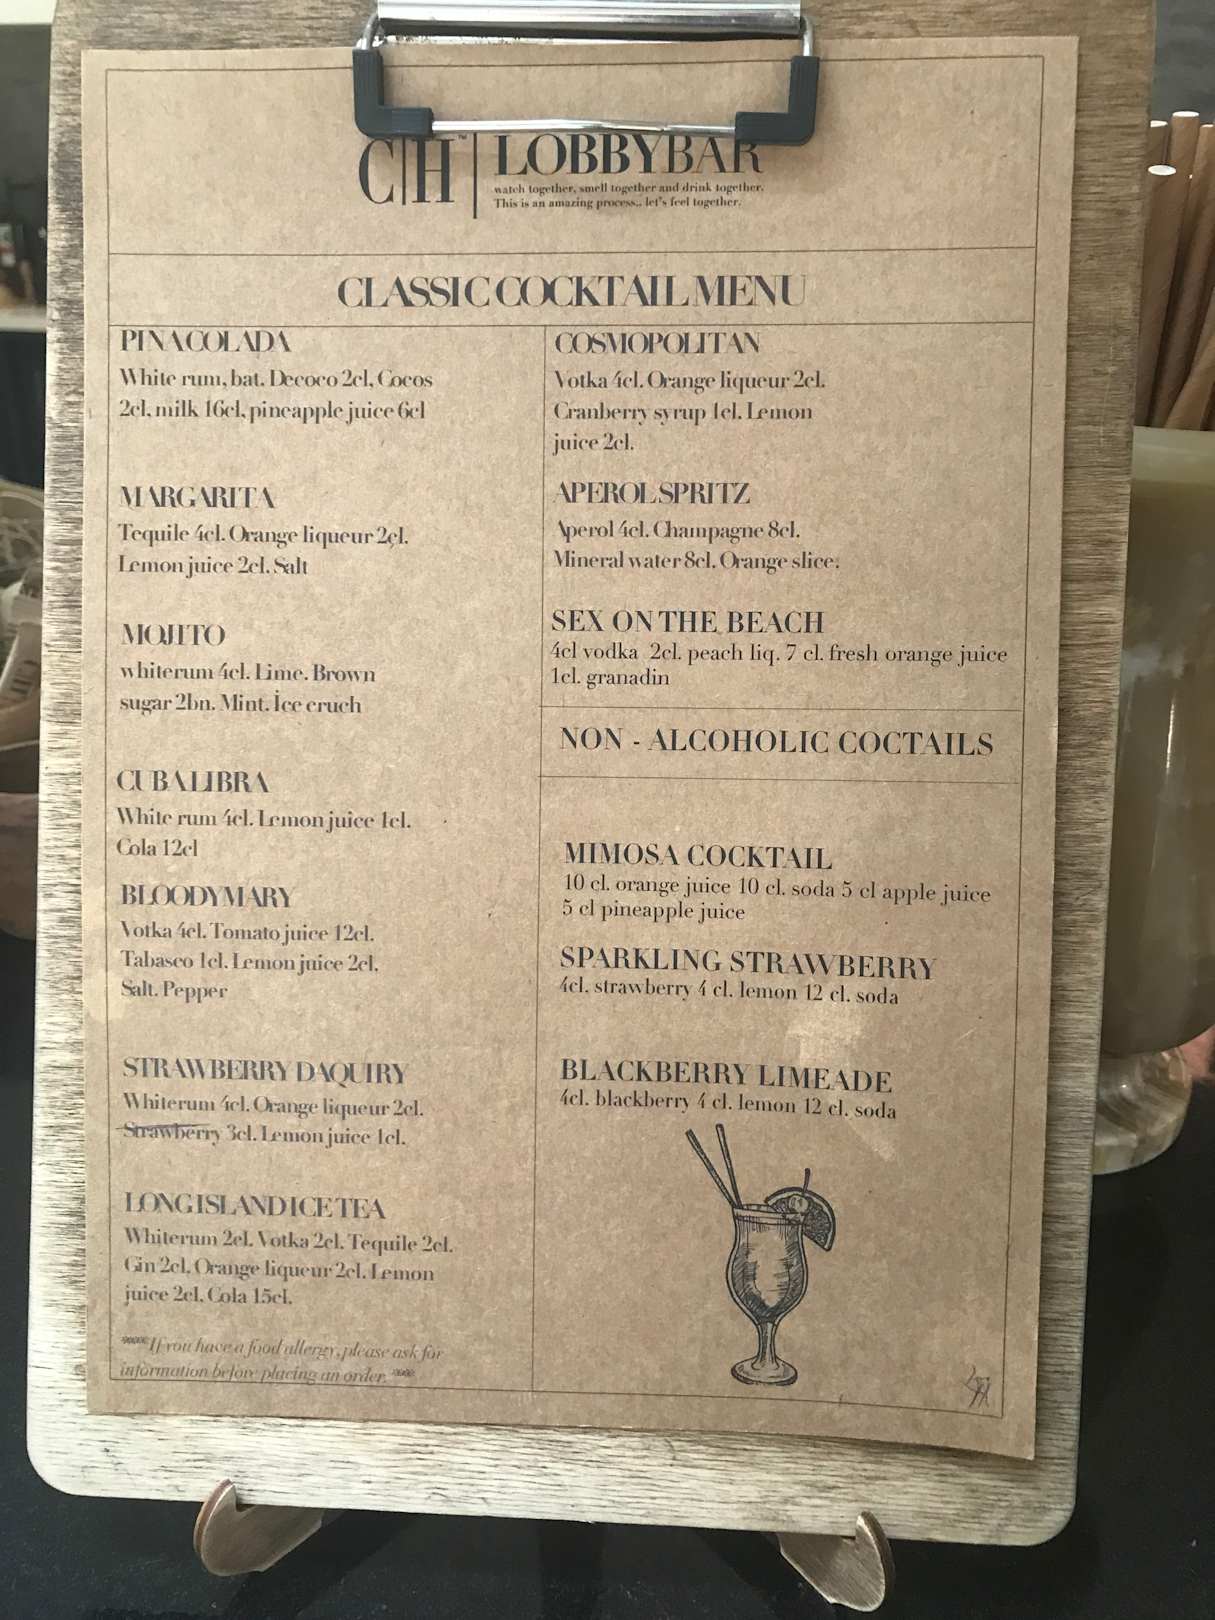 C|H™ LOBBYBAR
watch together, smell together and drink together.
This is an amazing process.. let's feel together.
CLASSIC COCKTAIL MENU
PINA COLADA
White rum, bat. Decoco 2cl, Cocos
2cl, milk 16cl, pineapple juice 6cl
MARGARITA
Tequile 4cl. Orange liqueur 2cl.
Lemon juice 2cl. Salt
MOJITO
whiterum 4cl. Lime. Brown
sugar 2bn. Mint. İce cruch
CUBA LIBRA
White rum 4cl. Lemon juice 1cl.
Cola 12cl
BLOODY MARY
Votka 4cl. Tomato juice 12cl.
Tabasco 1cl. Lemon juice 2cl.
Salt. Pepper
STRAWBERRY DAQUIRY
Whiterum 4cl. Orange liqueur 2cl.
Strawberry 3cl. Lemon juice 1cl.
LONG ISLAND ICE TEA
Whiterum 2cl. Votka 2cl. Tequile 2cl.
Gin 2cl. Orange liqueur 2cl. Lemon
juice 2cl. Cola 15cl.
If you have a food allergy, please ask for
information before placing an order.
COSMOPOLITAN
Votka 4cl. Orange liqueur 2cl.
Cranberry syrup 1cl. Lemon
juice 2cl.
APEROL SPRITZ
Aperol 4cl. Champagne 8cl.
Mineral water 8cl. Orange slice.
SEX ON THE BEACH
4cl vodka 2cl. peach liq. 7 cl. fresh orange juice
1cl. granadin
NON - ALCOHOLIC COCTAILS
MIMOSA COCKTAIL
10 cl. orange juice 10 cl. soda 5 cl apple juice
5 cl pineapple juice
SPARKLING STRAWBERRY
4cl. strawberry 4 cl. lemon 12 cl. soda
BLACKBERRY LIMEADE
4cl. blackberry 4 cl. lemon 12 cl. soda